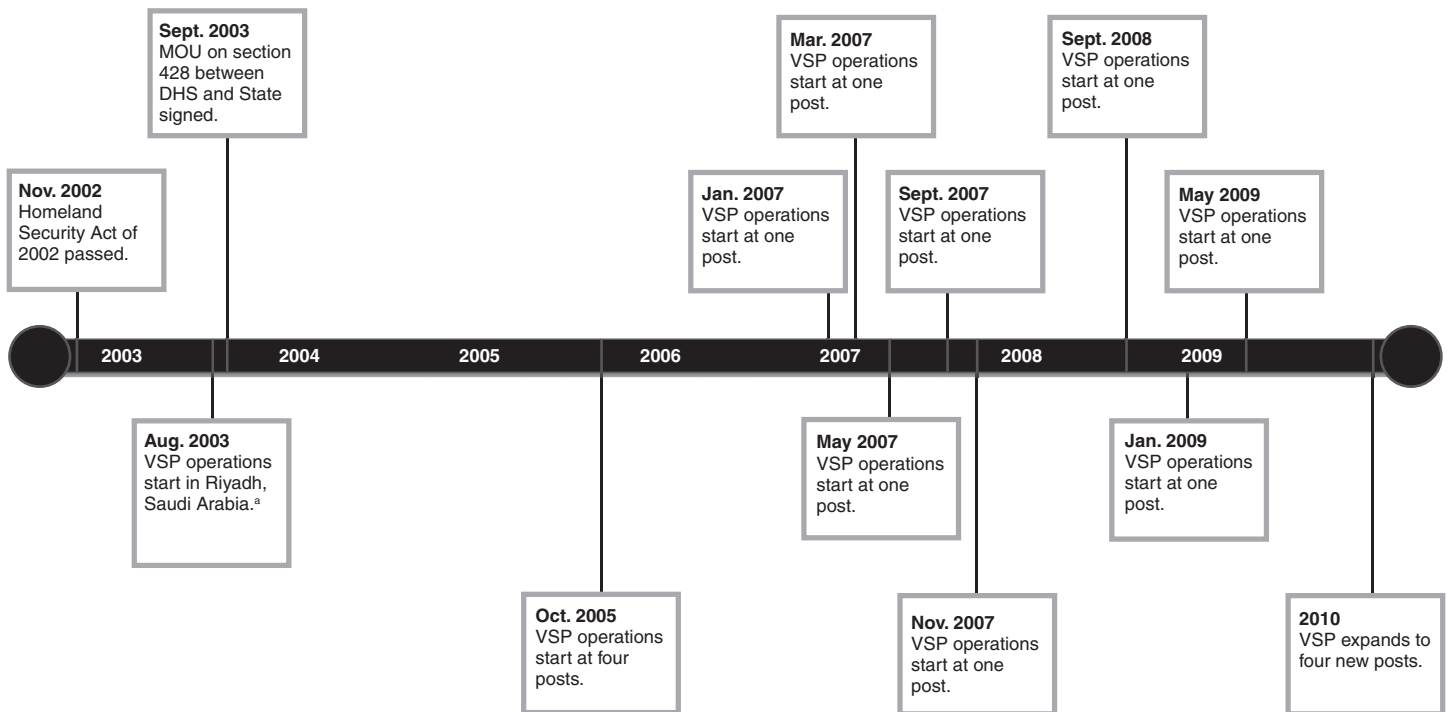 Sept. 2003
MOU on section
428 between
DHS and State
signed.
Mar. 2007
VSP operations
start at one
post.
Sept. 2008
VSP operations
start at one
post.
Nov. 2002
Homeland
Security Act of
2002 passed.
Jan. 2007
VSP operations
start at one
post.
Sept. 2007
VSP operations
start at one
post.
May 2009
VSP operations
start at one
post.
2003 2004 2005 2006 2007 2008 2009
Aug. 2003
VSP operations
start in Riyadh,
Saudi Arabia.ª
May 2007
VSP operations
start at one
post.
Jan. 2009
VSP operations
start at one
post.
Oct. 2005
VSP operations
start at four
posts.
Nov. 2007
VSP operations
start at one
post.
2010
VSP expands to
four new posts.